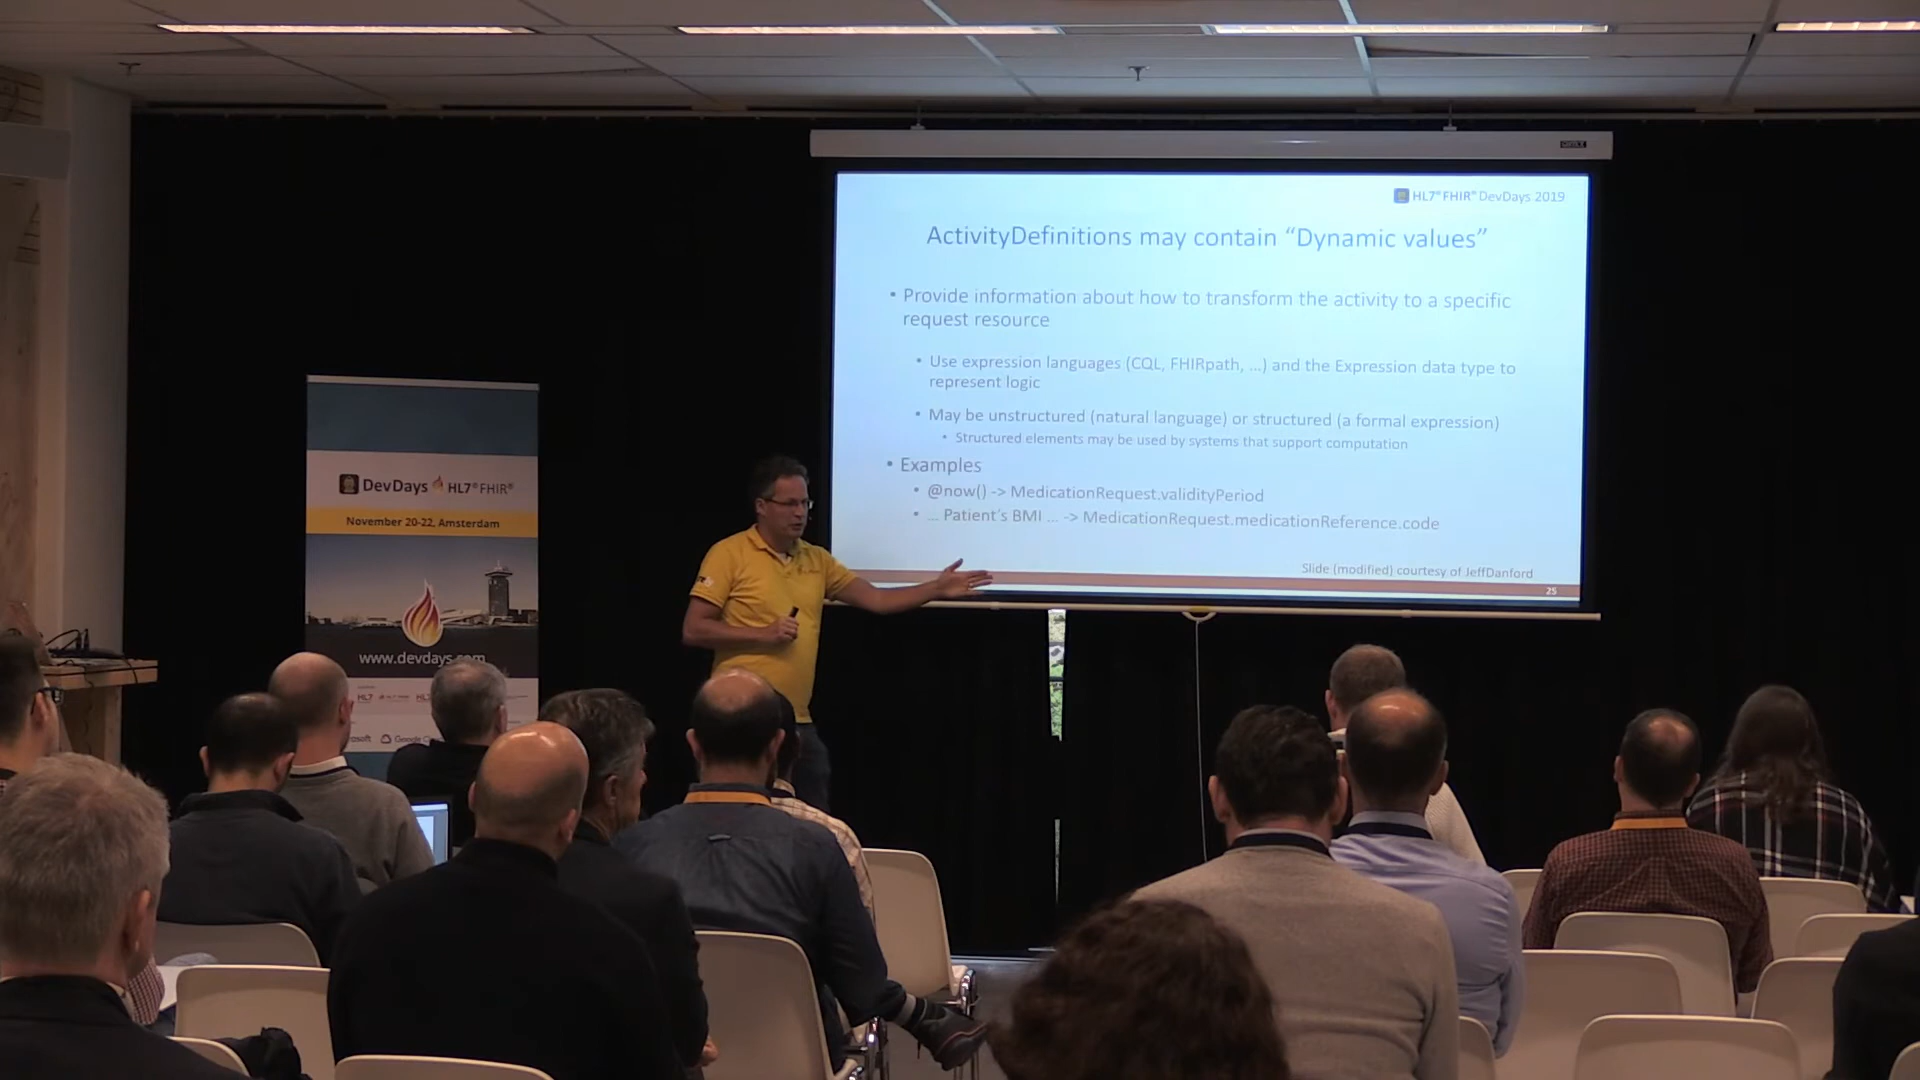 HL7® FHIR® DevDays 2019
ActivityDefinitions may contain “Dynamic values”
• Provide information about how to transform the activity to a specific
request resource
• Use expression languages (CQL, FHIRpath, ...) and the Expression data type to
represent logic
• May be unstructured (natural language) or structured (a formal expression)
• Structured elements may be used by systems that support computation
• Examples
• @now() -> MedicationRequest.validityPeriod
• ... Patient’s BMI ... -> MedicationRequest.medicationReference.code
Slide (modified) courtesy of JeffDanford
25
DevDays HL7® FHIR®
November 20-22, Amsterdam
www.devdays.com
HL7